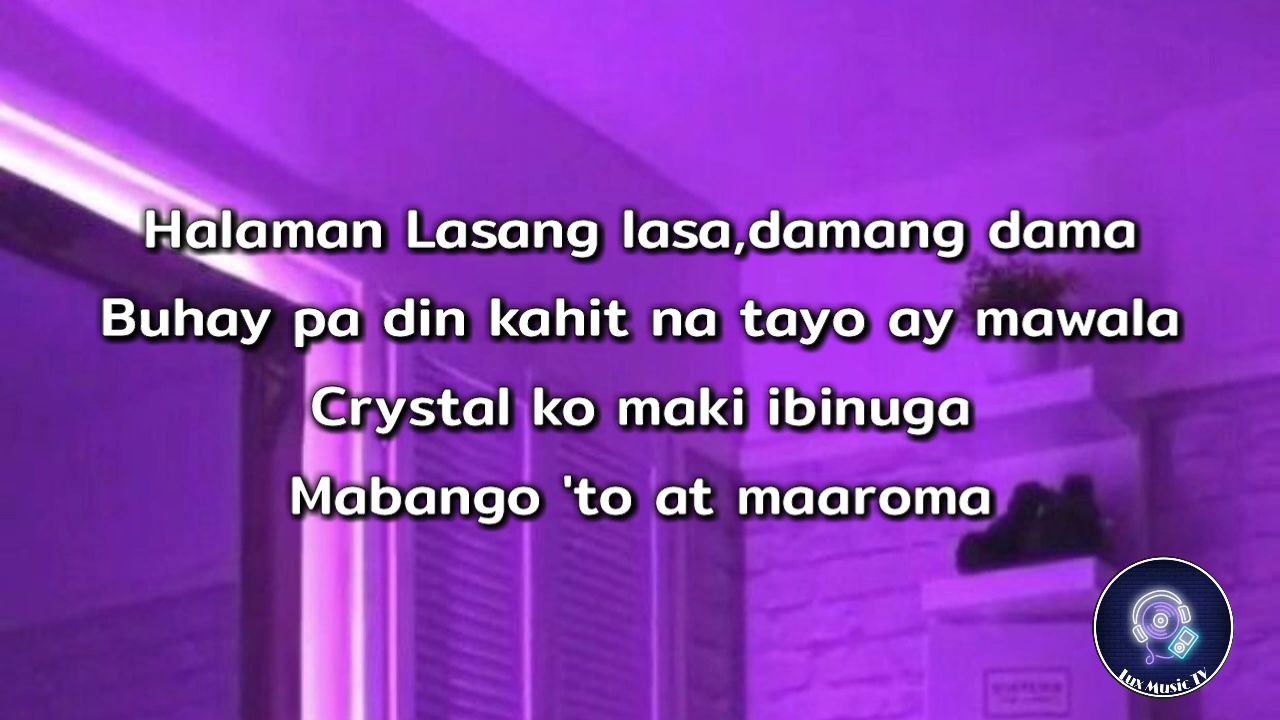 Halaman Lasang lasa,damang dama
Buhay pa din kahit na tayo ay mawala
Crystal ko maki ibinuga
Mabango 'to at maaroma
Lux Music TV